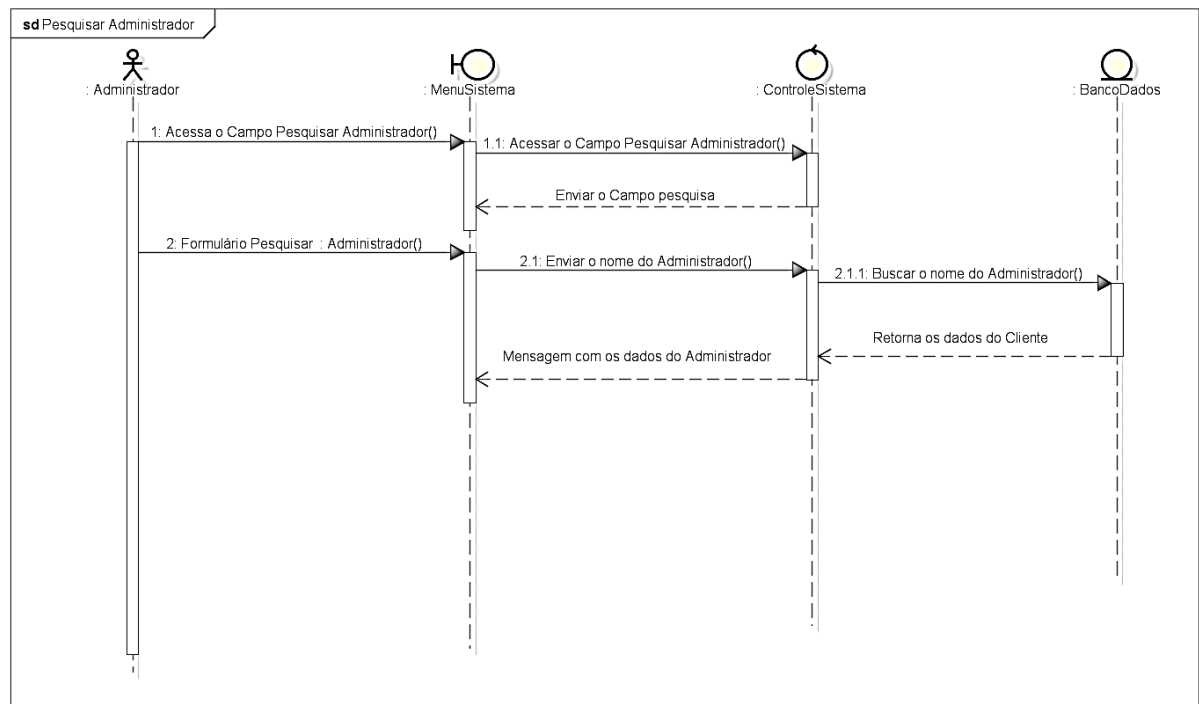 sd Pesquisar Administrador
: Administrador
: MenuSistema
: ControleSistema
: BancoDados
1: Acessa o Campo Pesquisar Administrador()
1.1: Acessar o Campo Pesquisar Administrador()
Enviar o Campo pesquisa
2: Formulário Pesquisar : Administrador()
2.1: Enviar o nome do Administrador()
2.1.1: Buscar o nome do Administrador()
Retorna os dados do Cliente
Mensagem com os dados do Administrador